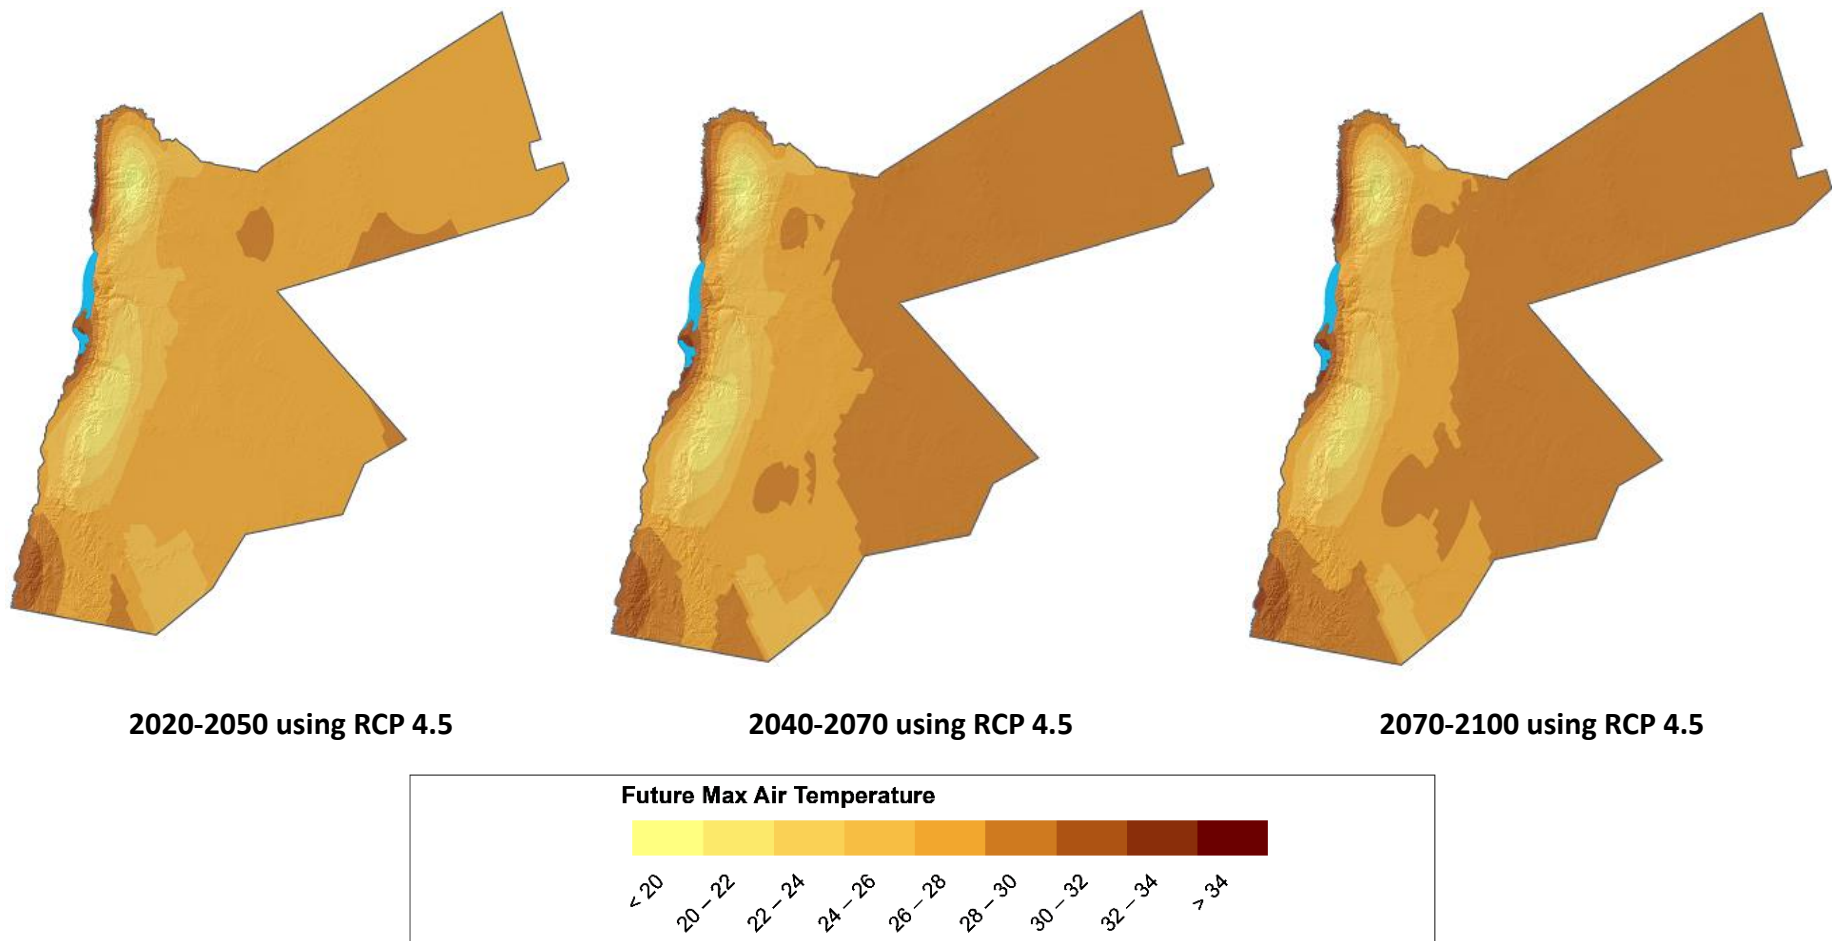 2020-2050 using RCP 4.5
2040-2070 using RCP 4.5
2070-2100 using RCP 4.5
Future Max Air Temperature
< 20
20 – 22
22 – 24
24 – 26
26 – 28
28 – 30
30 – 32
32 – 34
> 34